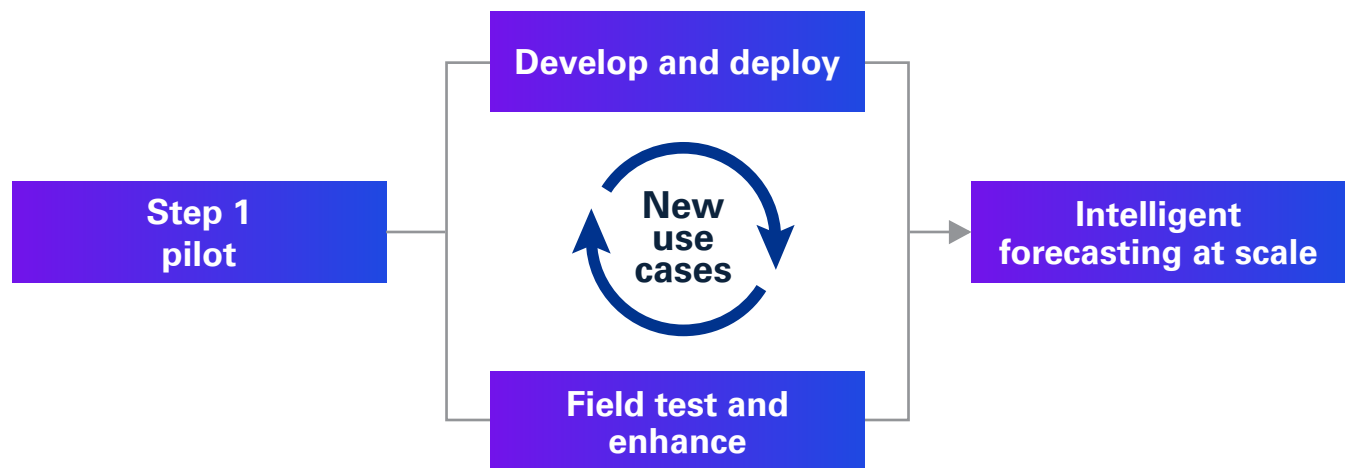 Develop and deploy
Step 1
pilot
New
use
cases
Intelligent
forecasting at scale
Field test and
enhance